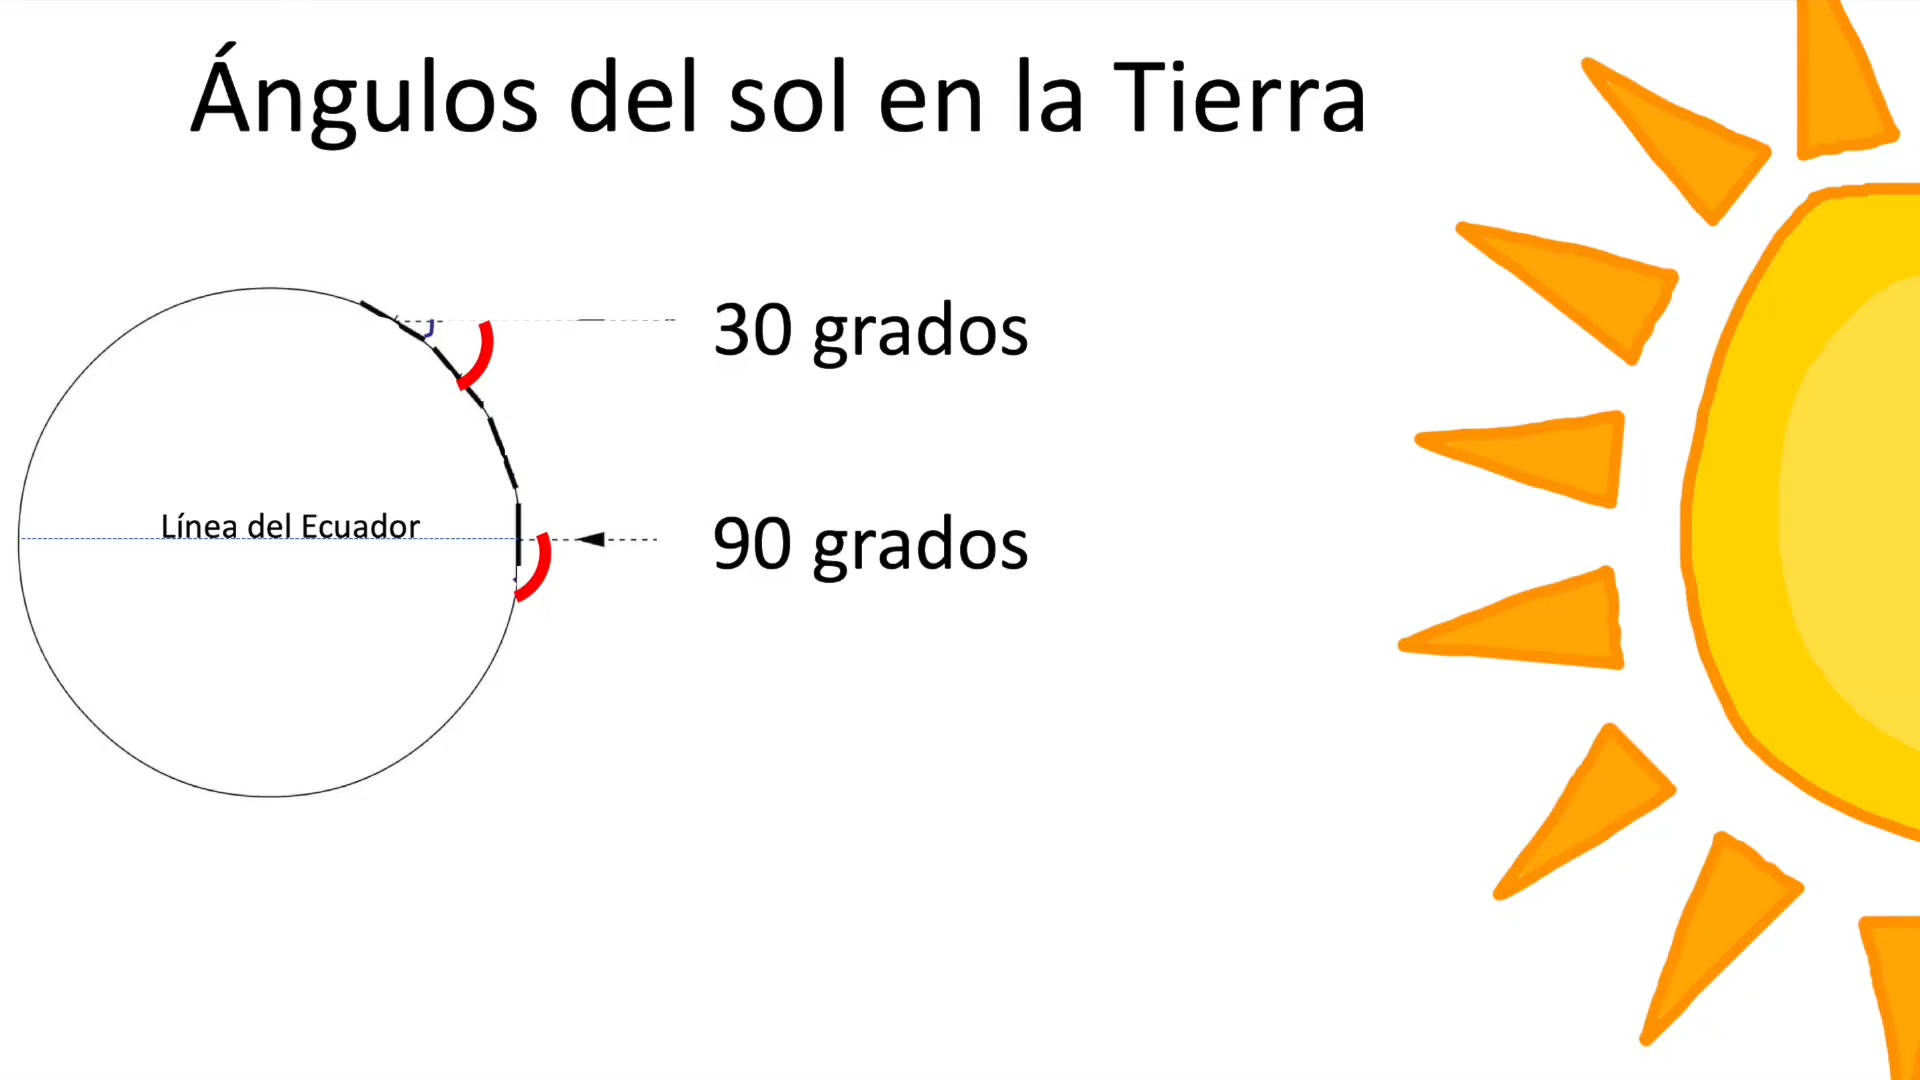 Ángulos del sol en la Tierra
30 grados
Línea del Ecuador
90 grados